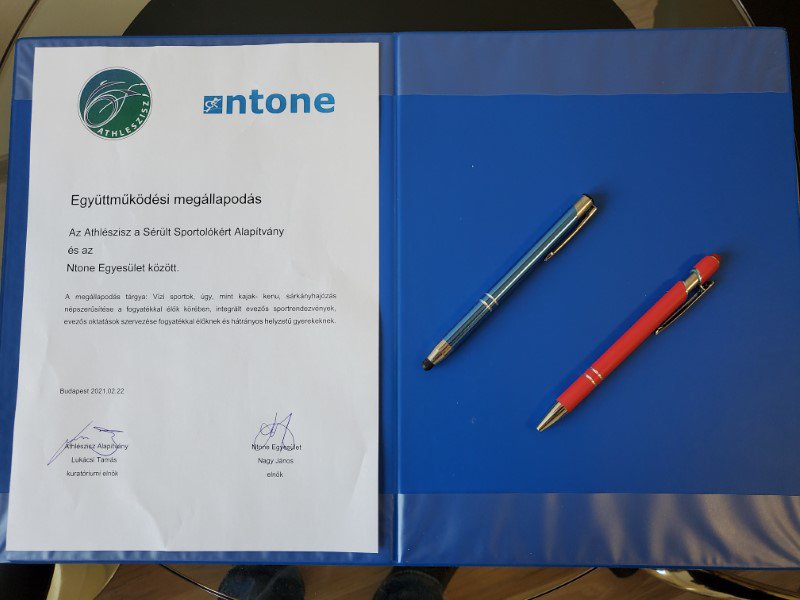 ATHLÉSZISZ
ntone
Együttműködési megállapodás
Az Athlészisz a Sérült Sportolókért Alapítvány
és az
Ntone Egyesület között.
A megállapodás tárgya: Vízi sportok, úgy, mint kajak- kenu, sárkányhajózás
népszerűsítése a fogyatékkal élők körében, integrált evezős sportrendezvények,
evezős oktatások szervezése fogyatékkal élőknek és hátrányos helyzetű gyerekeknek.
Budapest 2021.02.22
Athlészisz Alapítvány
Lukácsi Tamás
kuratóriumi elnök
Ntone Egyesület
Nagy János
elnök